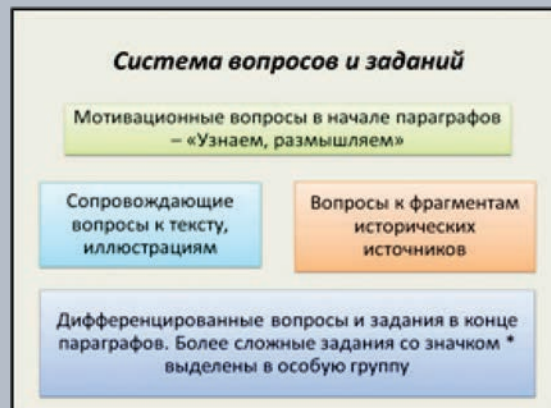 Система вопросов и заданий
Мотивационные вопросы в начале параграфов
– «Узнаем, размышляем»
Сопровождающие
вопросы к тексту,
иллюстрациям
Вопросы к фрагментам
исторических
источников
Дифференцированные вопросы и задания в конце
параграфов. Более сложные задания со значком *
выделены в особую группу